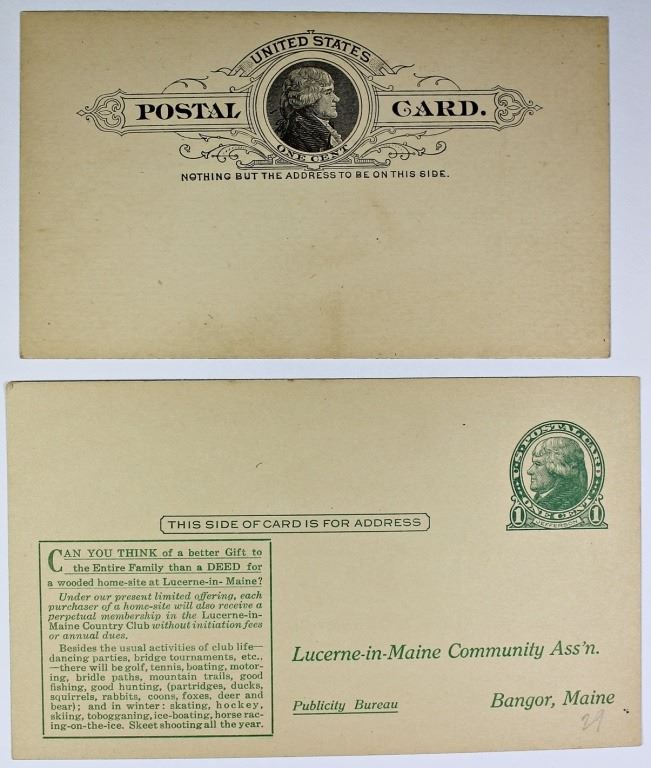 UNITED STATES
POSTAL CARD.
ONE CENT
NOTHING BUT THE ADDRESS TO BE ON THIS SIDE.
U.S. POSTAL CARD
ONE CENT
1 JEFFERSON 1
THIS SIDE OF CARD IS FOR ADDRESS
CAN YOU THINK of a better Gift to
the Entire Family than a DEED for
a wooded home-site at Lucerne-in- Maine?
Under our present limited offering, each
purchaser of a home-site will also receive a
perpetual membership in the Lucerne-in-
Maine Country Club without initiation fees
or annual dues.
Besides the usual activities of club life—
dancing parties, bridge tournaments, etc.,
—there will be golf, tennis, boating, motor-
ing, bridle paths, mountain trails, good
fishing, good hunting, (partridges, ducks,
squirrels, rabbits, coons, foxes, deer and
bear); and in winter: skating, hockey,
skiing, tobogganing, ice-boating, horse rac-
ing-on-the-ice. Skeet shooting all the year.
Lucerne-in-Maine Community Ass'n.
Publicity Bureau Bangor, Maine